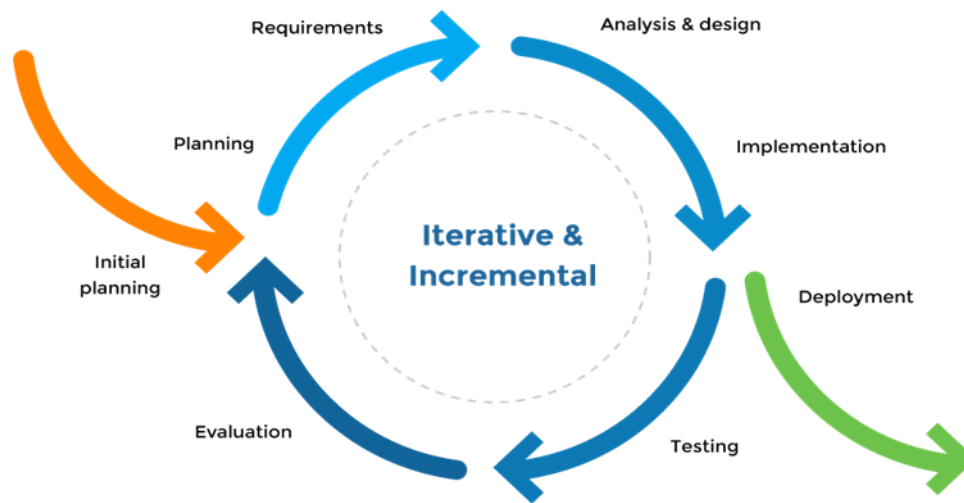 Requirements
Analysis & design
Planning
Implementation
Iterative &
Incremental
Initial
planning
Deployment
Evaluation
Testing